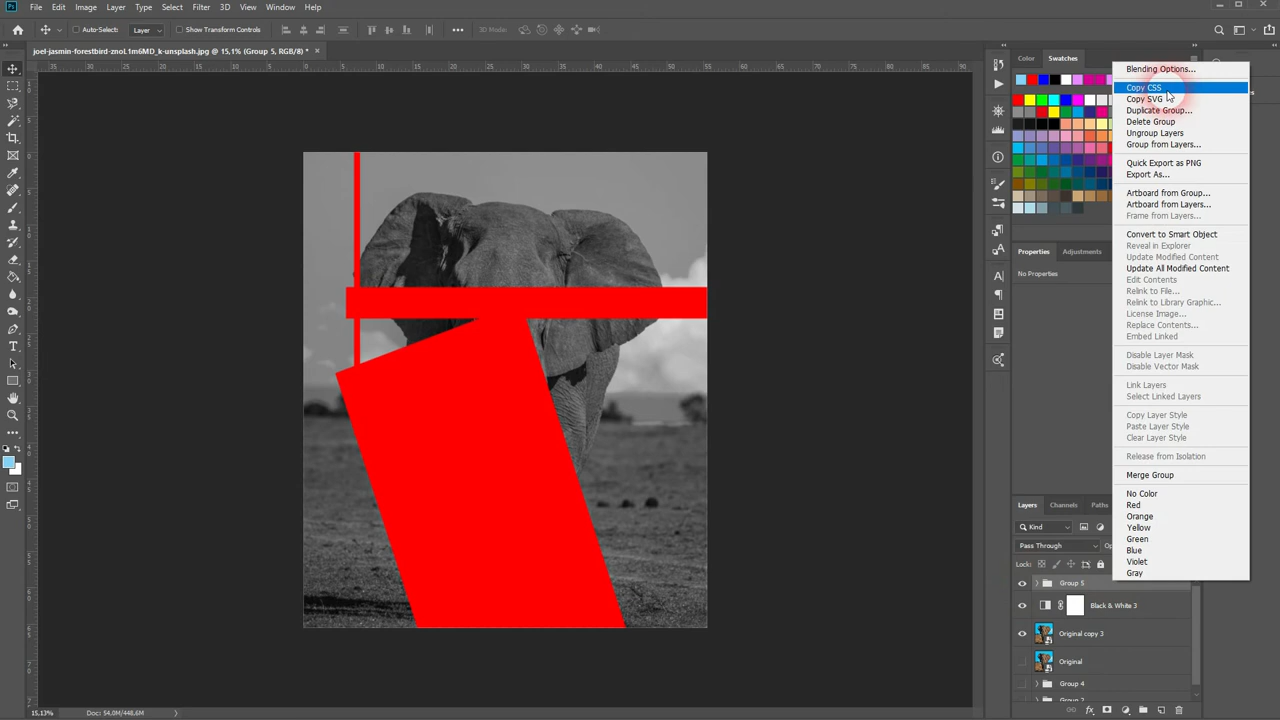 Ps File Edit Image Layer Type Select Filter 3D View Window Help
Auto-Select: Layer Show Transform Controls 3D Mode:
joel-jasmin-forestbird-znoL1m6MD_k-unsplash.jpg @ 15,1% (Group 5, RGB/8) *
Color Swatches
Blending Options...
Copy CSS
Copy SVG
Duplicate Group...
Delete Group
Ungroup Layers
Group from Layers...
Quick Export as PNG
Export As...
Artboard from Group...
Artboard from Layers...
Frame from Layers...
Convert to Smart Object
Reveal in Explorer
Update Modified Content
Update All Modified Content
Edit Contents
Relink to File...
Relink to Library Graphic...
License Image...
Replace Contents...
Embed Linked
Disable Layer Mask
Disable Vector Mask
Link Layers
Select Linked Layers
Copy Layer Style
Paste Layer Style
Clear Layer Style
Release from Isolation
Merge Group
No Color
Red
Orange
Yellow
Green
Blue
Violet
Gray
Properties Adjustments
No Properties
Layers Channels Paths
Kind
Pass Through
Lock:
Group 5
Black & White 3
Original copy 3
Original
Group 4
15,13% Doc: 54,0M/448,6M